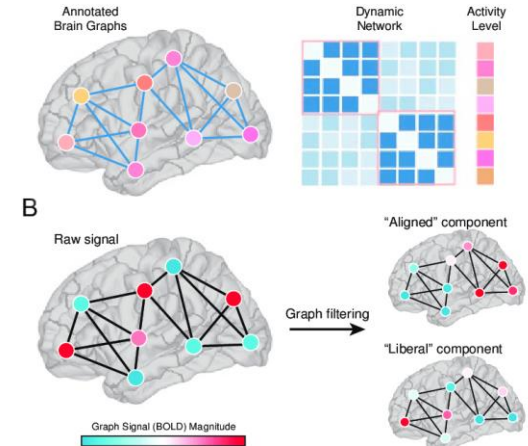 Annotated
Brain Graphs
Dynamic
Network
Activity
Level
B
Raw signal
"Aligned" component
Graph filtering
"Liberal" component
Graph Signal (BOLD) Magnitude